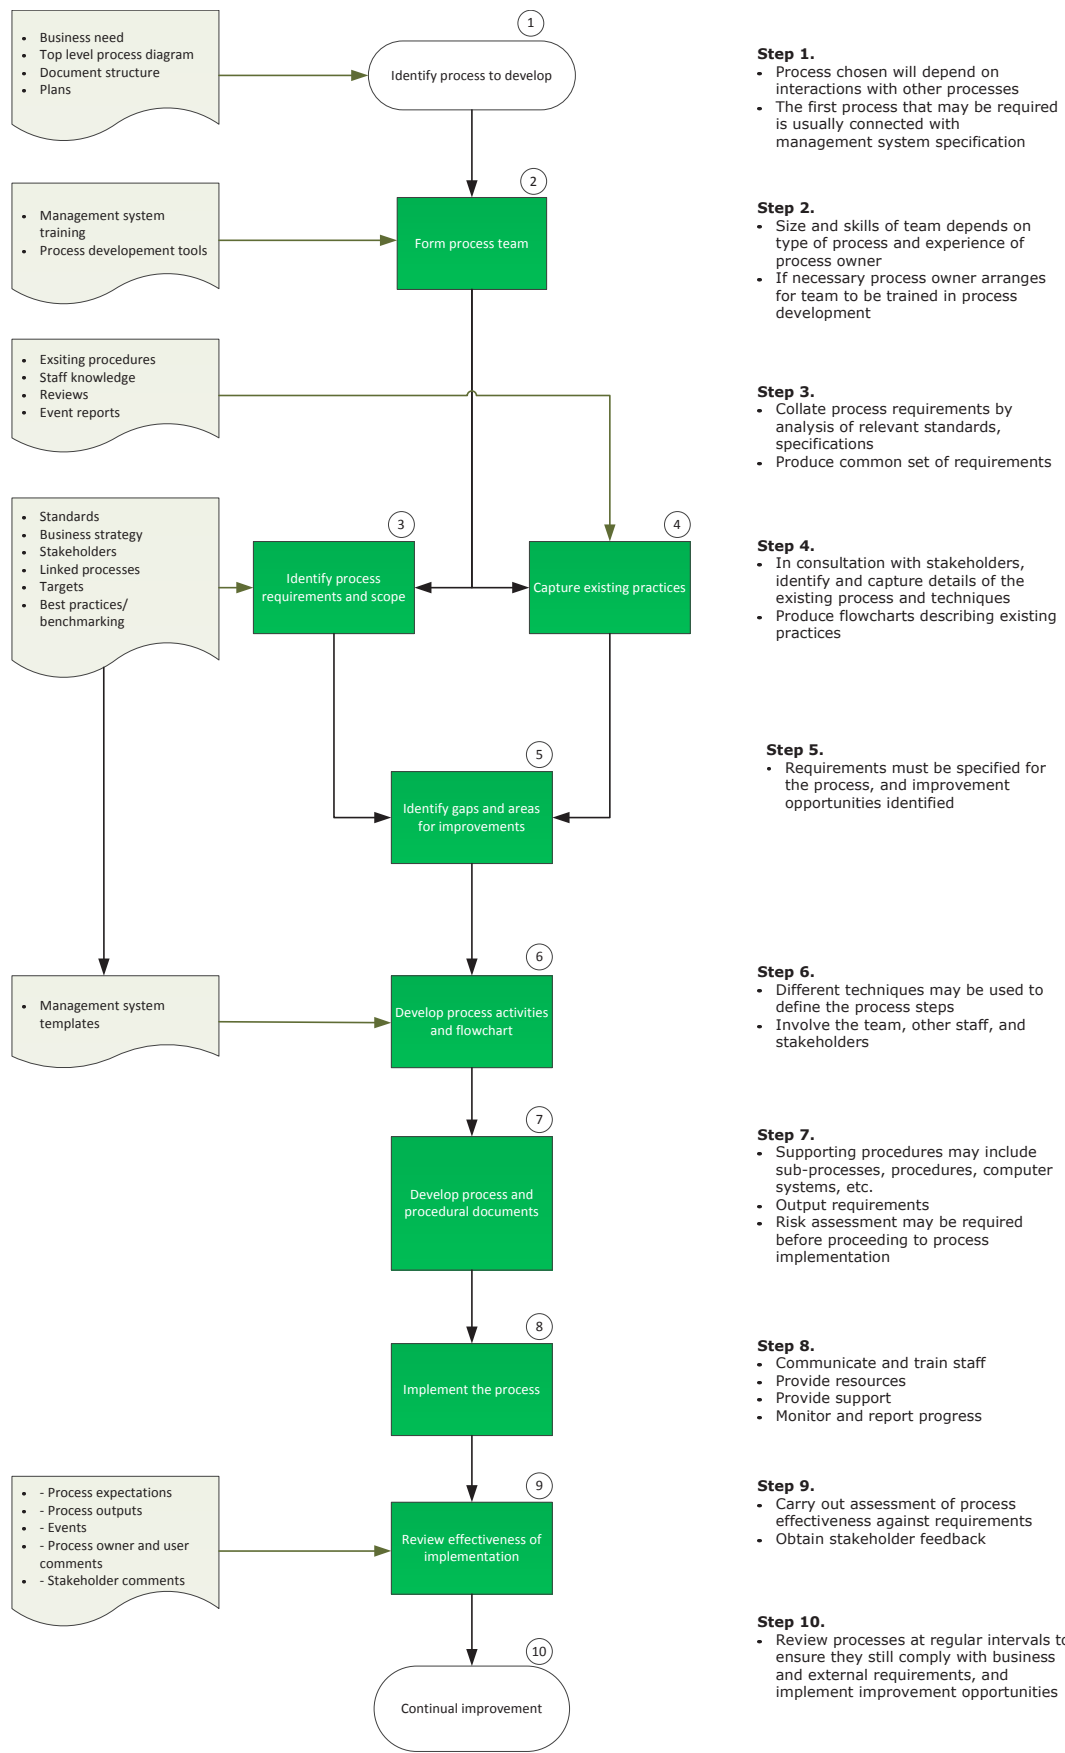 1
• Business need
• Top level process diagram
• Document structure
• Plans
Identify process to develop
Step 1.
• Process chosen will depend on
interactions with other processes
• The first process that may be required
is usually connected with
management system specification
2
• Management system
training
• Process developement tools
Form process team
Step 2.
• Size and skills of team depends on
type of process and experience of
process owner
• If necessary process owner arranges
for team to be trained in process
development
• Exsiting procedures
• Staff knowledge
• Reviews
• Event reports
Step 3.
• Collate process requirements by
analysis of relevant standards,
specifications
• Produce common set of requirements
• Standards
• Business strategy
• Stakeholders
• Linked processes
• Targets
• Best practices/
benchmarking
3
Identify process
requirements and scope
4
Capture existing practices
Step 4.
• In consultation with stakeholders,
identify and capture details of the
existing process and techniques
• Produce flowcharts describing existing
practices
5
Identify gaps and areas
for improvements
Step 5.
• Requirements must be specified for
the process, and improvement
opportunities identified
6
• Management system
templates
Develop process activities
and flowchart
Step 6.
• Different techniques may be used to
define the process steps
• Involve the team, other staff, and
stakeholders
7
Develop process and
procedural documents
Step 7.
• Supporting procedures may include
sub-processes, procedures, computer
systems, etc.
• Output requirements
• Risk assessment may be required
before proceeding to process
implementation
8
Implement the process
Step 8.
• Communicate and train staff
• Provide resources
• Provide support
• Monitor and report progress
9
• - Process expectations
• - Process outputs
• - Events
• - Process owner and user
comments
• - Stakeholder comments
Review effectiveness of
implementation
Step 9.
• Carry out assessment of process
effectiveness against requirements
• Obtain stakeholder feedback
10
Continual improvement
Step 10.
• Review processes at regular intervals to
ensure they still comply with business
and external requirements, and
implement improvement opportunities